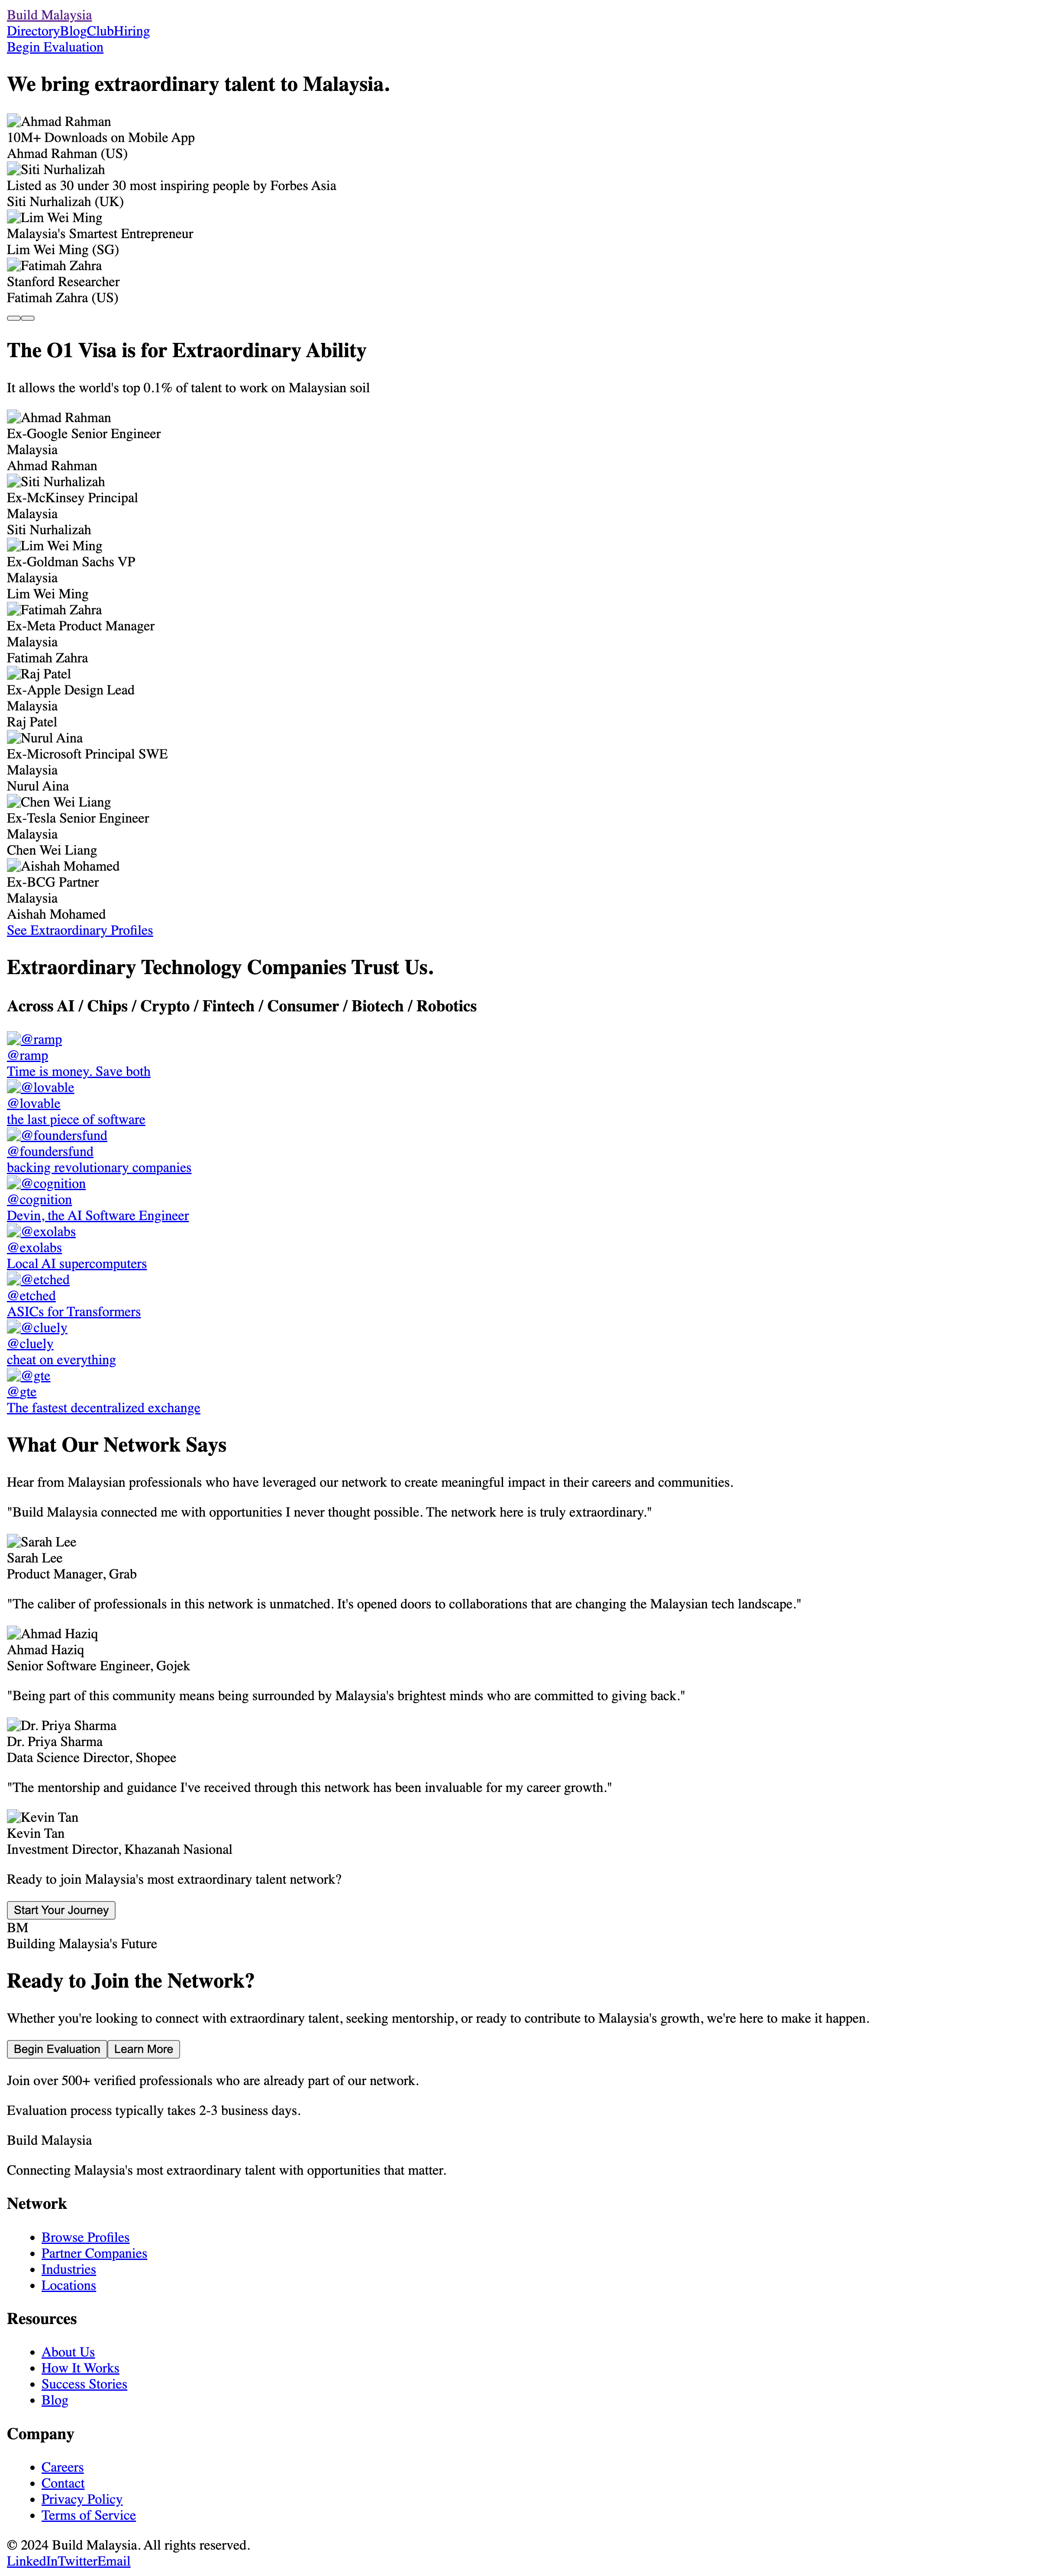 Build Malaysia
DirectoryBlogClubHiring
Begin Evaluation
We bring extraordinary talent to Malaysia.
Ahmad Rahman
10M+ Downloads on Mobile App
Ahmad Rahman (US)
Siti Nurhalizah
Listed as 30 under 30 most inspiring people by Forbes Asia
Siti Nurhalizah (UK)
Lim Wei Ming
Malaysia's Smartest Entrepreneur
Lim Wei Ming (SG)
Fatimah Zahra
Stanford Researcher
Fatimah Zahra (US)
The O1 Visa is for Extraordinary Ability
It allows the world's top 0.1% of talent to work on Malaysian soil
Ahmad Rahman
Ex-Google Senior Engineer
Malaysia
Ahmad Rahman
Siti Nurhalizah
Ex-McKinsey Principal
Malaysia
Siti Nurhalizah
Lim Wei Ming
Ex-Goldman Sachs VP
Malaysia
Lim Wei Ming
Fatimah Zahra
Ex-Meta Product Manager
Malaysia
Fatimah Zahra
Raj Patel
Ex-Apple Design Lead
Malaysia
Raj Patel
Nurul Aina
Ex-Microsoft Principal SWE
Malaysia
Nurul Aina
Chen Wei Liang
Ex-Tesla Senior Engineer
Malaysia
Chen Wei Liang
Aishah Mohamed
Ex-BCG Partner
Malaysia
Aishah Mohamed
See Extraordinary Profiles
Extraordinary Technology Companies Trust Us.
Across AI / Chips / Crypto / Fintech / Consumer / Biotech / Robotics
@ramp
@ramp
Time is money. Save both
@lovable
@lovable
the last piece of software
@foundersfund
@foundersfund
backing revolutionary companies
@cognition
@cognition
Devin, the AI Software Engineer
@exolabs
@exolabs
Local AI supercomputers
@etched
@etched
ASICs for Transformers
@cluely
@cluely
cheat on everything
@gte
@gte
The fastest decentralized exchange
What Our Network Says
Hear from Malaysian professionals who have leveraged our network to create meaningful impact in their careers and communities.
"Build Malaysia connected me with opportunities I never thought possible. The network here is truly extraordinary."
Sarah Lee
Sarah Lee
Product Manager, Grab
"The caliber of professionals in this network is unmatched. It's opened doors to collaborations that are changing the Malaysian tech landscape."
Ahmad Haziq
Ahmad Haziq
Senior Software Engineer, Gojek
"Being part of this community means being surrounded by Malaysia's brightest minds who are committed to giving back."
Dr. Priya Sharma
Dr. Priya Sharma
Data Science Director, Shopee
"The mentorship and guidance I've received through this network has been invaluable for my career growth."
Kevin Tan
Kevin Tan
Investment Director, Khazanah Nasional
Ready to join Malaysia's most extraordinary talent network?
Start Your Journey
BM
Building Malaysia's Future
Ready to Join the Network?
Whether you're looking to connect with extraordinary talent, seeking mentorship, or ready to contribute to Malaysia's growth, we're here to make it happen.
Begin Evaluation Learn More
Join over 500+ verified professionals who are already part of our network.
Evaluation process typically takes 2-3 business days.
Build Malaysia
Connecting Malaysia's most extraordinary talent with opportunities that matter.
Network
• Browse Profiles
• Partner Companies
• Industries
• Locations
Resources
• About Us
• How It Works
• Success Stories
• Blog
Company
• Careers
• Contact
• Privacy Policy
• Terms of Service
© 2024 Build Malaysia. All rights reserved.
LinkedInTwitterEmail